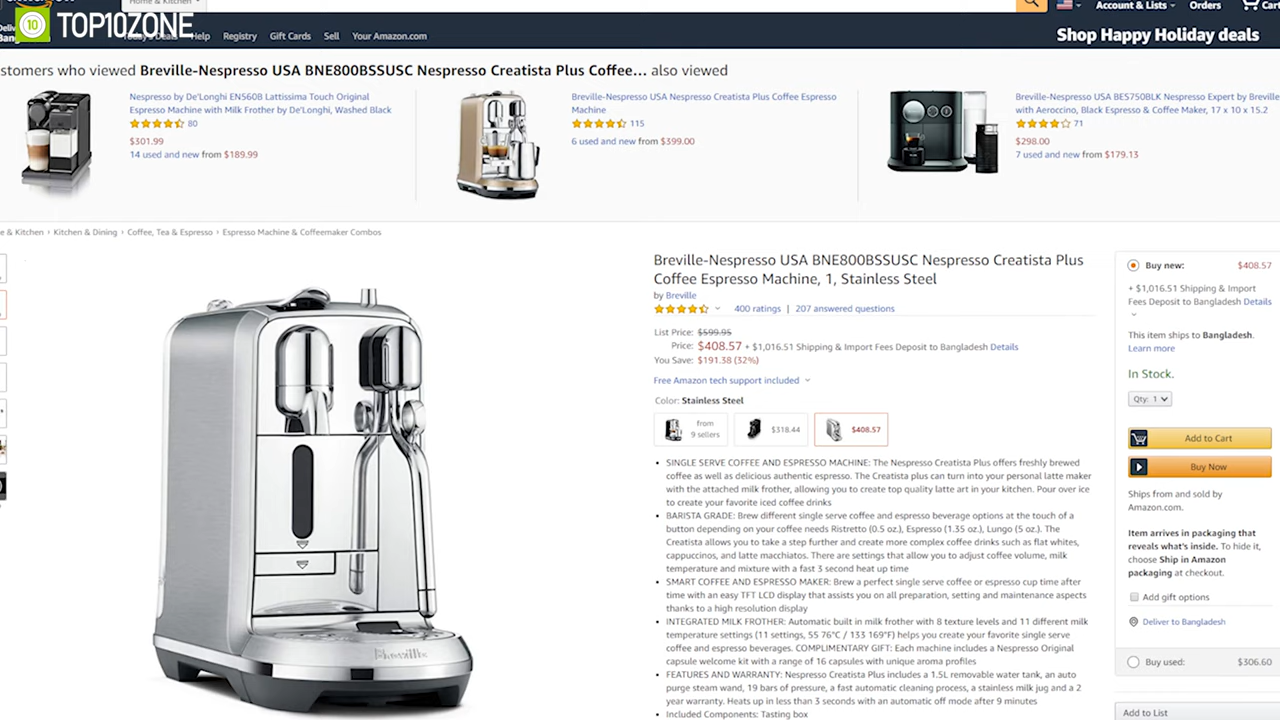 Home & Kitchen
Account & Lists Orders Cart
10 TOP10ZONE
Today's Deals Help Registry Gift Cards Sell Your Amazon.com
Shop Happy Holiday deals
stomers who viewed Breville-Nespresso USA BNE800BSSUSC Nespresso Creatista Plus Coffee... also viewed
Nespresso by De'Longhi EN560B Lattissima Touch Original
Espresso Machine with Milk Frother by De'Longhi, Washed Black
80
$301.99
14 used and new from $189.99
Breville-Nespresso USA Nespresso Creatista Plus Coffee Espresso
Machine
115
6 used and new from $399.00
Breville-Nespresso USA BES750BLK Nespresso Expert by Breville
with Aeroccino, Black Espresso & Coffee Maker, 17 x 10 x 15.2
71
$298.00
7 used and new from $179.13
e & Kitchen › Kitchen & Dining › Coffee, Tea & Espresso › Espresso Machine & Coffeemaker Combos
Breville
Breville-Nespresso USA BNE800BSSUSC Nespresso Creatista Plus
Coffee Espresso Machine, 1, Stainless Steel
by Breville
400 ratings | 207 answered questions
List Price: $599.95
Price: $408.57 + $1,016.51 Shipping & Import Fees Deposit to Bangladesh Details
You Save: $191.38 (32%)
Free Amazon tech support included
Color: Stainless Steel
from
9 sellers
$318.44
$408.57
• SINGLE SERVE COFFEE AND ESPRESSO MACHINE: The Nespresso Creatista Plus offers freshly brewed
coffee as well as delicious authentic espresso. The Creatista plus can turn into your personal latte maker
with the attached milk frother, allowing you to create top quality latte art in your kitchen. Pour over ice
to create your favorite iced coffee drinks
• BARISTA GRADE: Brew different single serve coffee and espresso beverage options at the touch of a
button depending on your coffee needs Ristretto (0.5 oz.), Espresso (1.35 oz.), Lungo (5 oz.). The
Creatista allows you to take a step further and create more complex coffee drinks such as flat whites,
cappuccinos, and latte macchiatos. There are settings that allow you to adjust coffee volume, milk
temperature and mixture with a fast 3 second heat up time
• SMART COFFEE AND ESPRESSO MAKER: Brew a perfect single serve coffee or espresso cup time after
time with an easy TFT LCD display that assists you on all preparation, setting and maintenance aspects
thanks to a high resolution display
• INTEGRATED MILK FROTHER: Automatic built in milk frother with 8 texture levels and 11 different milk
temperature settings (11 settings, 55 76°C / 133 169°F) helps you create your favorite single serve
coffee and espresso beverages. COMPLIMENTARY GIFT: Each machine includes a Nespresso Original
capsule welcome kit with a range of 16 capsules with unique aroma profiles
• FEATURES AND WARRANTY: Nespresso Creatista Plus includes a 1.5L removable water tank, an auto
purge steam wand, 19 bars of pressure, a fast automatic cleaning process, a stainless milk jug and a 2
year warranty. Heats up in less than 3 seconds with an automatic off mode after 9 minutes
• Included Components: Tasting box
Buy new: $408.57
+ $1,016.51 Shipping & Import
Fees Deposit to Bangladesh Details
This item ships to Bangladesh.
Learn more
In Stock.
Qty: 1
Add to Cart
Buy Now
Ships from and sold by
Amazon.com.
Item arrives in packaging that
reveals what's inside. To hide it,
choose Ship in Amazon
packaging at checkout.
Add gift options
Deliver to Bangladesh
Buy used: $306.60
Add to List